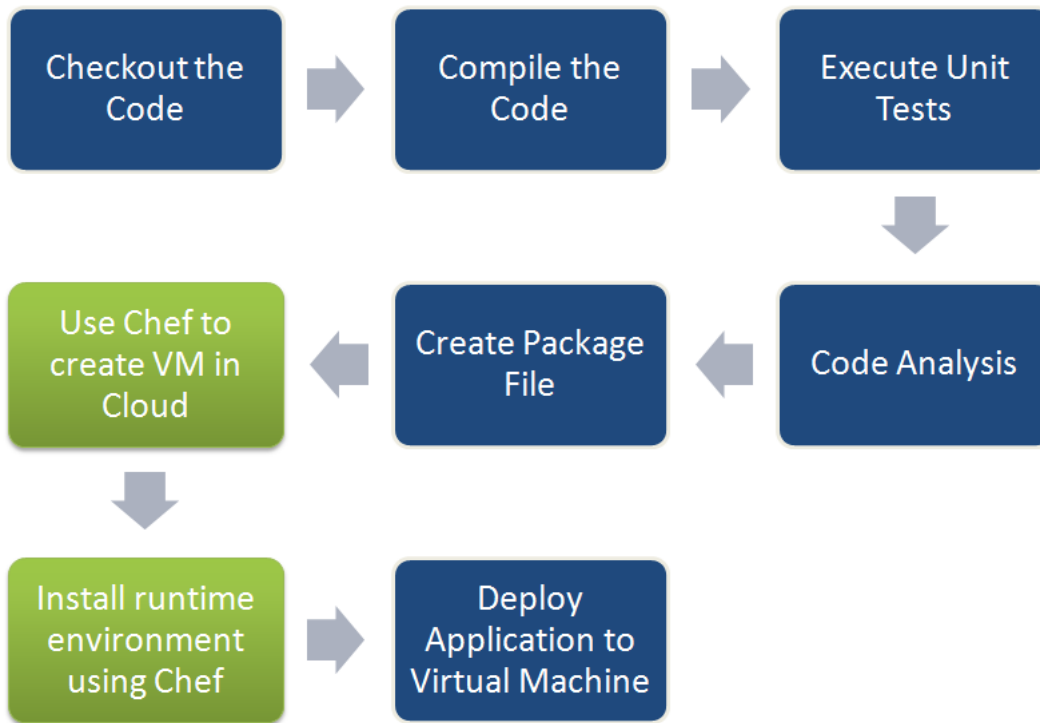 Checkout the
Code
Compile the
Code
Execute Unit
Tests
Code Analysis
Create Package
File
Use Chef to
create VM in
Cloud
Install runtime
environment
using Chef
Deploy
Application to
Virtual Machine